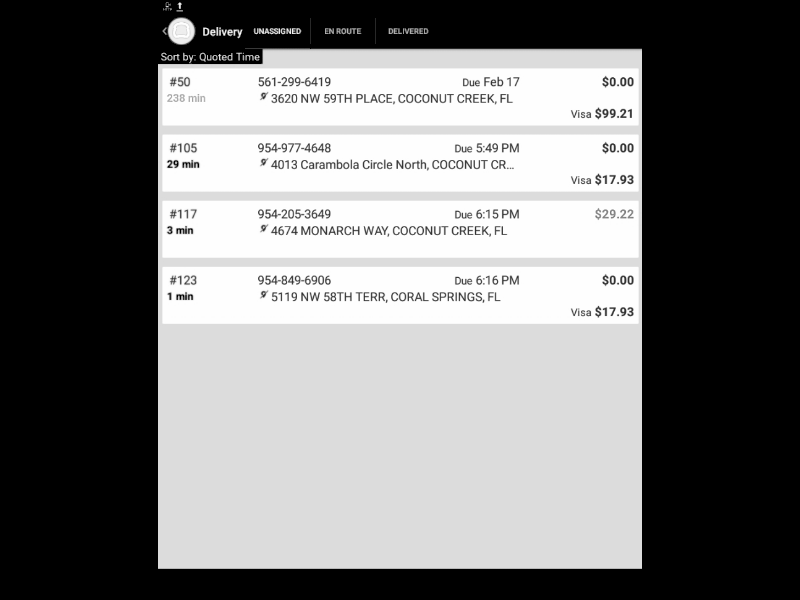 Delivery UNASSIGNED EN ROUTE DELIVERED
Sort by: Quoted Time
#50 561-299-6419 Due Feb 17 $0.00
238 min 3620 NW 59TH PLACE, COCONUT CREEK, FL
Visa $99.21
#105 954-977-4648 Due 5:49 PM $0.00
29 min 4013 Carambola Circle North, COCONUT CR...
Visa $17.93
#117 954-205-3649 Due 6:15 PM $29.22
3 min 4674 MONARCH WAY, COCONUT CREEK, FL
#123 954-849-6906 Due 6:16 PM $0.00
1 min 5119 NW 58TH TERR, CORAL SPRINGS, FL
Visa $17.93